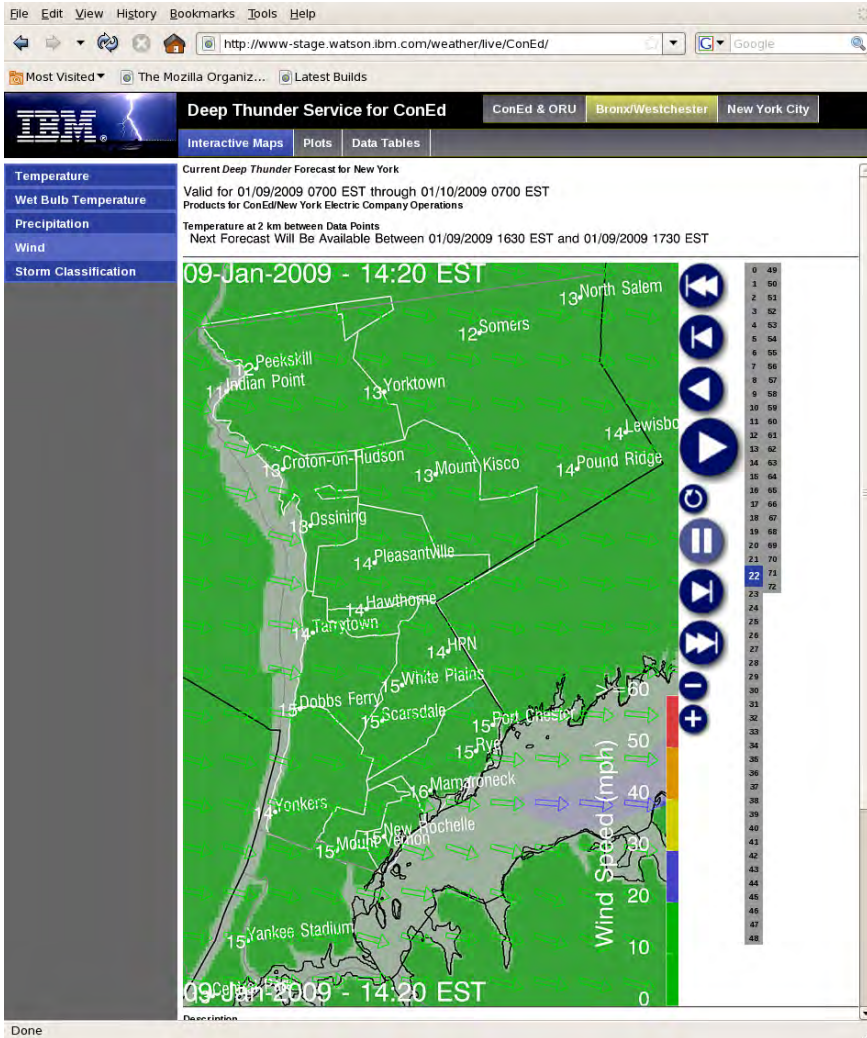 File Edit View History Bookmarks Tools Help
http://www-stage.watson.ibm.com/weather/live/ConEd/
Google
Most Visited
The Mozilla Organiz...
Latest Builds
IBM®
Deep Thunder Service for ConEd
ConEd & ORU
Bronx/Westchester
New York City
Interactive Maps
Plots
Data Tables
Temperature
Wet Bulb Temperature
Precipitation
Wind
Storm Classification
Current Deep Thunder Forecast for New York
Valid for 01/09/2009 0700 EST through 01/10/2009 0700 EST
Products for ConEd/New York Electric Company Operations
Temperature at 2 km between Data Points
Next Forecast Will Be Available Between 01/09/2009 1630 EST and 01/09/2009 1730 EST
09-Jan-2009 - 14:20 EST
13 North Salem
12 Somers
12 Peekskill
11 Indian Point
13 Yorktown
14 Lewisbo
13 Croton-on-Hudson
13 Mount Kisco
14 Pound Ridge
13 Ossining
14 Pleasantville
14 Hawthorne
14 Tarrytown
14 HPN
15 White Plains
15 Dobbs Ferry
15 Scarsdale
15 Port Chester
15 Rye
16 Mamaroneck
14 Yonkers
15 New Rochelle
15 Mount Vernon
15 Yankee Stadium
09-Jan-2009 - 14:20 EST
Wind Speed (mph)
>=60
50
40
30
20
10
0
0 49
1 50
2 51
3 52
4 53
5 54
6 55
7 56
8 57
9 58
10 59
11 60
12 61
13 62
14 63
15 64
16 65
17 66
18 67
19 68
20 69
21 70
22 71
23 72
24
25
26
27
28
29
30
31
32
33
34
35
36
37
38
39
40
41
42
43
44
45
46
47
48
Description
Done